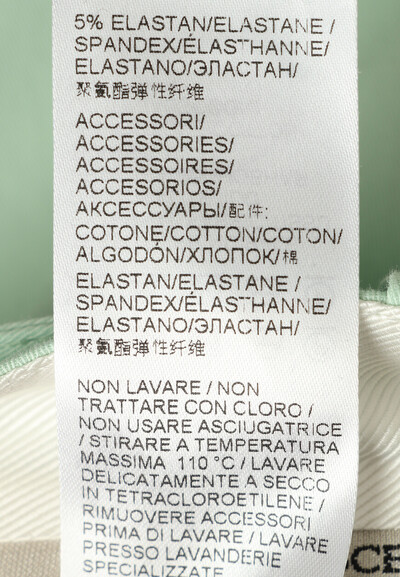 5% ELASTAN/ELASTANE /
SPANDEX/ÉLASTHANNE/
ELASTANO/ЭЛАСТАН/
聚氨酯弹性纤维
ACCESSORI/
ACCESSORIES/
ACCESSOIRES/
ACCESORIOS/
АКСЕССУАРЫ/配件:
COTONE/COTTON/COTON/
ALGODÓN/ХЛОПОК/棉
ELASTAN/ELASTANE /
SPANDEX/ÉLASTHANNE/
ELASTANO/ЭЛАСТАН/
聚氨酯弹性纤维
NON LAVARE / NON
TRATTARE CON CLORO /
NON USARE ASCIUGATRICE
/ STIRARE A TEMPERATURA
MASSIMA 110 °C / LAVARE
DELICATAMENTE A SECCO
IN TETRACLOROETILENE /
RIMUOVERE ACCESSORI
PRIMA DI LAVARE / LAVARE
PRESSO LAVANDERIE
SPECIALIZZATE
CE